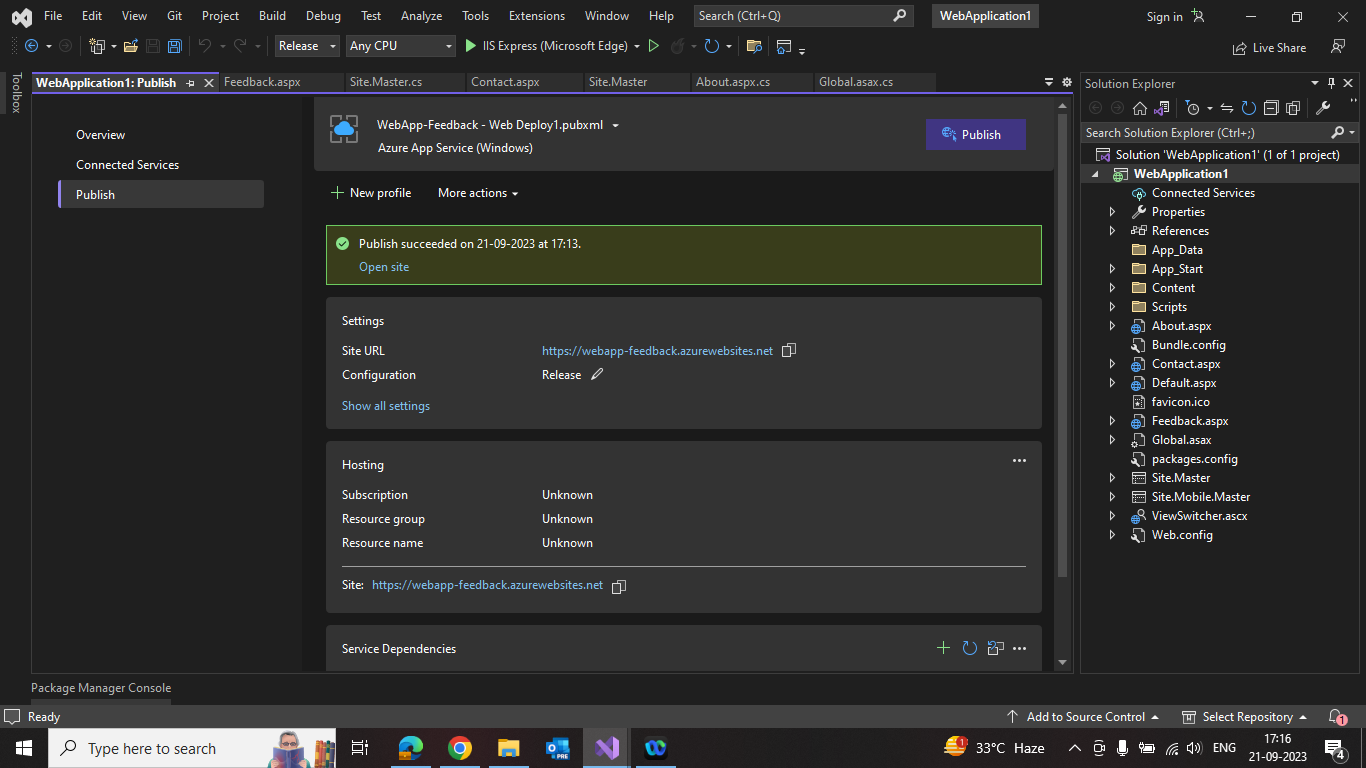 File Edit View Git Project Build Debug Test Analyze Tools Extensions Window Help Search (Ctrl+Q) WebApplication1 Sign in
Release Any CPU IIS Express (Microsoft Edge) Live Share
Toolbox
WebApplication1: Publish Feedback.aspx Site.Master.cs Contact.aspx Site.Master About.aspx.cs Global.asax.cs
Overview
Connected Services
Publish
WebApp-Feedback - Web Deploy1.pubxml
Azure App Service (Windows)
Publish
New profile More actions
Publish succeeded on 21-09-2023 at 17:13.
Open site
Settings
Site URL https://webapp-feedback.azurewebsites.net
Configuration Release
Show all settings
Hosting
Subscription Unknown
Resource group Unknown
Resource name Unknown
Site: https://webapp-feedback.azurewebsites.net
Service Dependencies
Solution Explorer
Search Solution Explorer (Ctrl+;)
Solution 'WebApplication1' (1 of 1 project)
WebApplication1
Connected Services
Properties
References
App_Data
App_Start
Content
Scripts
About.aspx
Bundle.config
Contact.aspx
Default.aspx
favicon.ico
Feedback.aspx
Global.asax
packages.config
Site.Master
Site.Mobile.Master
ViewSwitcher.ascx
Web.config
Package Manager Console
Ready Add to Source Control Select Repository 1
Type here to search PRE 1 33°C Haze ENG 17:16
21-09-2023 4